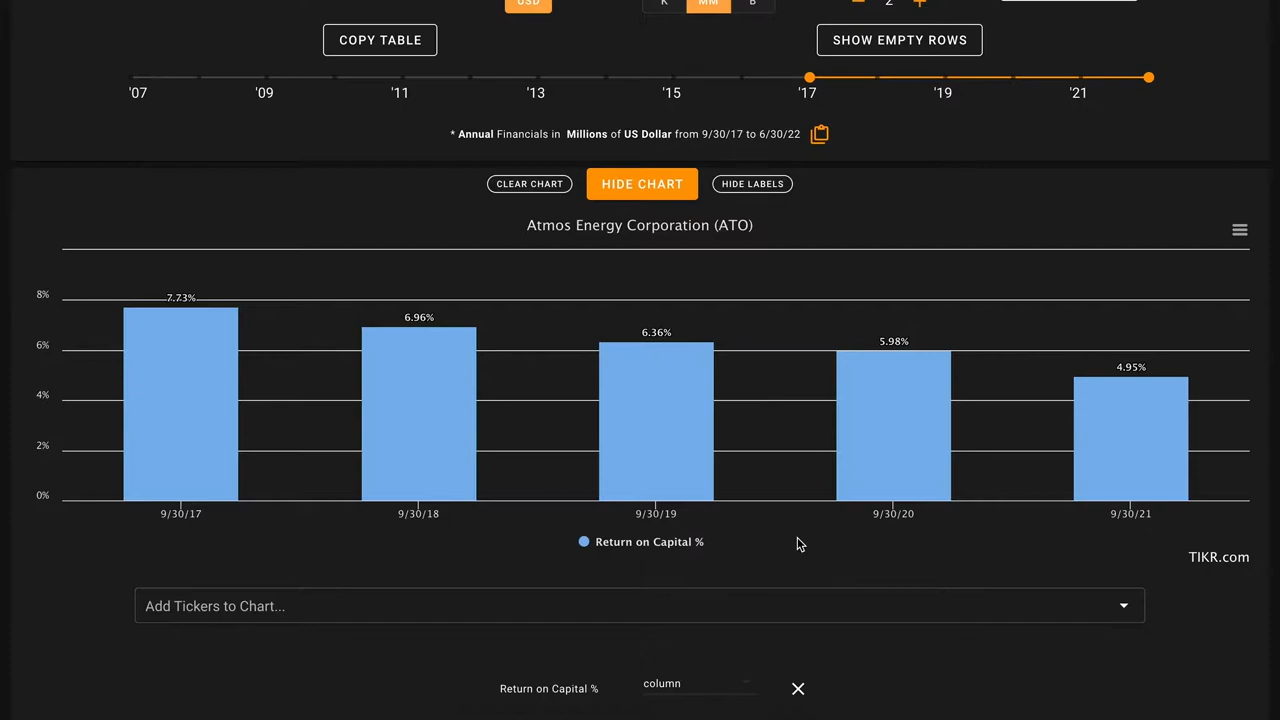 USD K MM B 2
COPY TABLE SHOW EMPTY ROWS
'07 '09 '11 '13 '15 '17 '19 '21
* Annual Financials in Millions of US Dollar from 9/30/17 to 6/30/22
CLEAR CHART HIDE CHART HIDE LABELS
Atmos Energy Corporation (ATO)
8%
6%
4%
2%
0%
7.73% 6.96% 6.36% 5.98% 4.95%
9/30/17 9/30/18 9/30/19 9/30/20 9/30/21
Return on Capital %
TIKR.com
Add Tickers to Chart...
Return on Capital % column